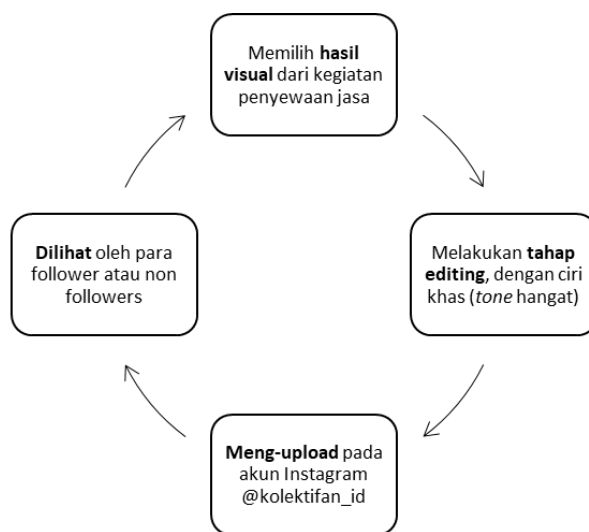 Memilih hasil
visual dari kegiatan
penyewaan jasa
Melakukan tahap
editing, dengan ciri
khas (tone hangat)
Meng-upload pada
akun Instagram
@kolektifan_id
Dilihat oleh para
follower atau non
followers